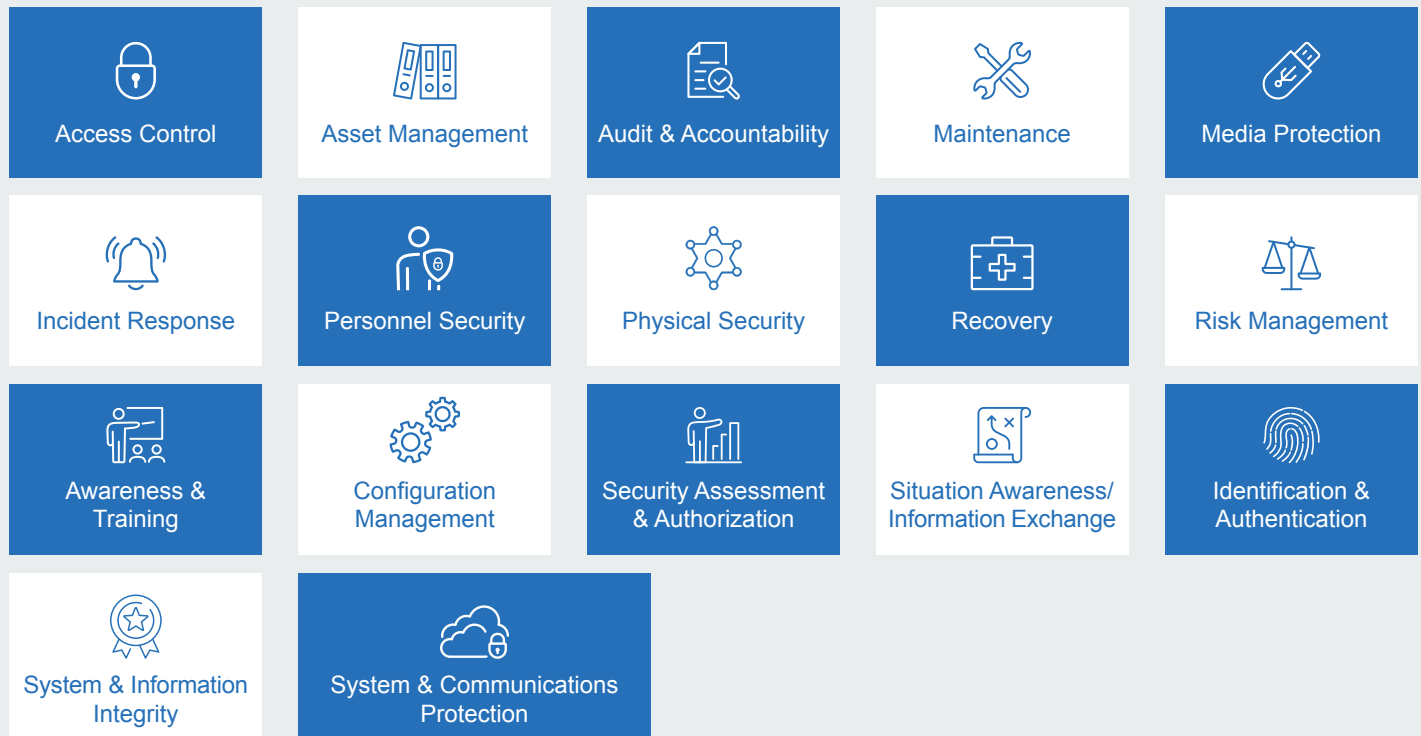 Access Control
Asset Management
Audit & Accountability
Maintenance
Media Protection
Incident Response
Personnel Security
Physical Security
Recovery
Risk Management
Awareness &
Training
Configuration
Management
Security Assessment
& Authorization
Situation Awareness/
Information Exchange
Identification &
Authentication
System & Information
Integrity
System & Communications
Protection